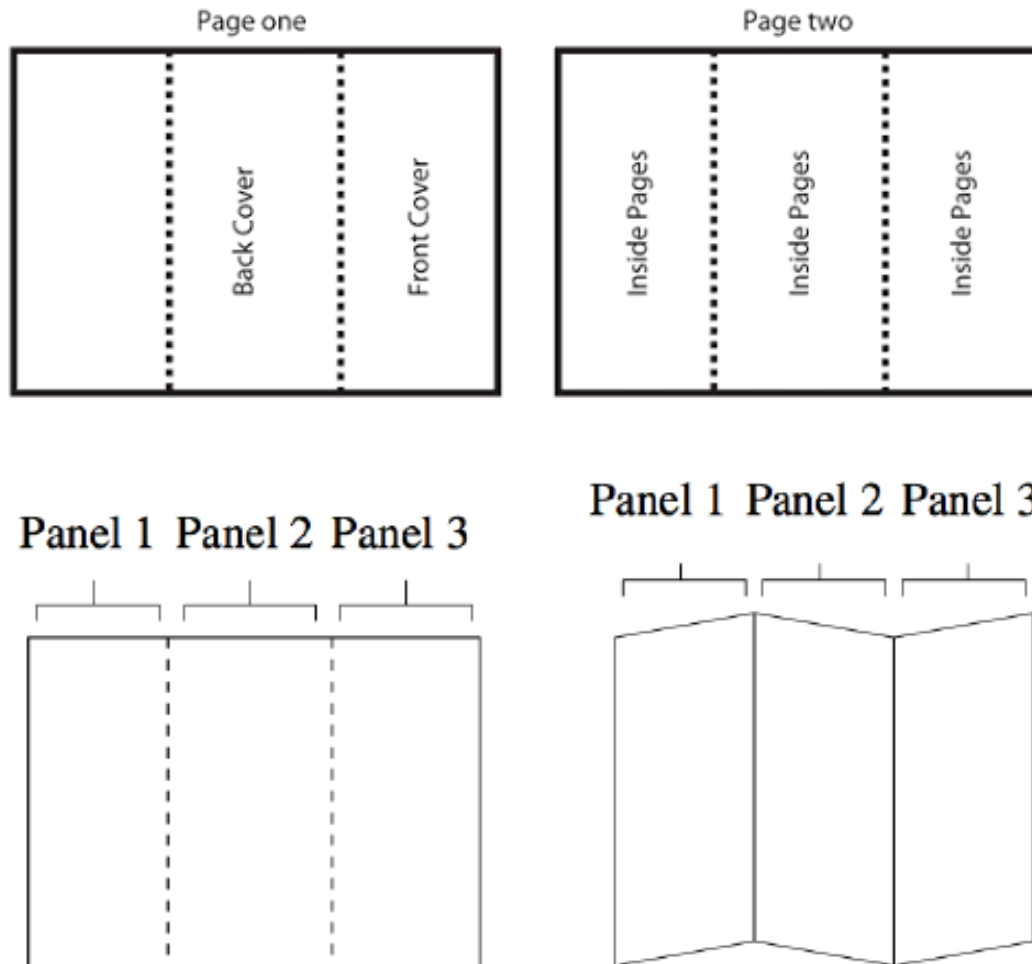 Page one
Page two
Back Cover
Front Cover
Inside Pages
Inside Pages
Inside Pages
Panel 1 Panel 2 Panel 3
Panel 1 Panel 2 Panel 3